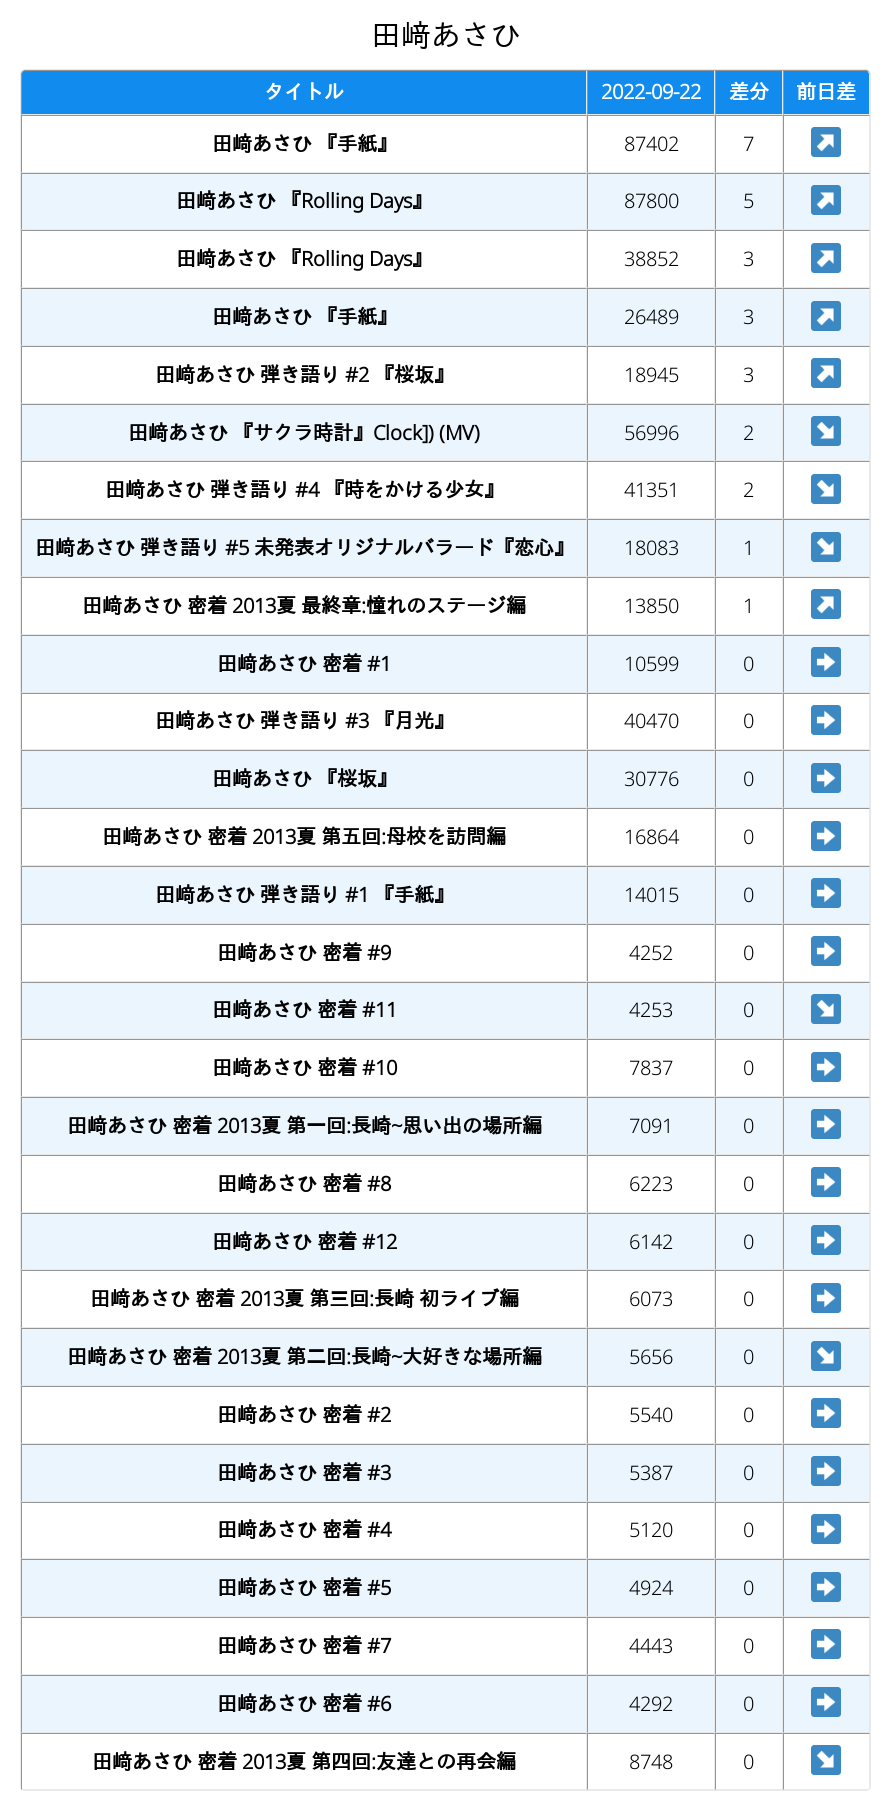 田﨑あさひ
タイトル 2022-09-22 差分 前日差
田﨑あさひ 『手紙』 87402 7 ↗
田﨑あさひ 『Rolling Days』 87800 5 ↗
田﨑あさひ 『Rolling Days』 38852 3 ↗
田﨑あさひ 『手紙』 26489 3 ↗
田﨑あさひ 弾き語り #2 『桜坂』 18945 3 ↗
田﨑あさひ 『サクラ時計』Clock]) (MV) 56996 2 ↘
田﨑あさひ 弾き語り #4 『時をかける少女』 41351 2 ↘
田﨑あさひ 弾き語り #5 未発表オリジナルバラード『恋心』 18083 1 ↘
田﨑あさひ 密着 2013夏 最終章:憧れのステージ編 13850 1 ↗
田﨑あさひ 密着 #1 10599 0 ➡
田﨑あさひ 弾き語り #3 『月光』 40470 0 ➡
田﨑あさひ 『桜坂』 30776 0 ➡
田﨑あさひ 密着 2013夏 第五回:母校を訪問編 16864 0 ➡
田﨑あさひ 弾き語り #1 『手紙』 14015 0 ➡
田﨑あさひ 密着 #9 4252 0 ➡
田﨑あさひ 密着 #11 4253 0 ↘
田﨑あさひ 密着 #10 7837 0 ➡
田﨑あさひ 密着 2013夏 第一回:長崎~思い出の場所編 7091 0 ➡
田﨑あさひ 密着 #8 6223 0 ➡
田﨑あさひ 密着 #12 6142 0 ➡
田﨑あさひ 密着 2013夏 第三回:長崎 初ライブ編 6073 0 ➡
田﨑あさひ 密着 2013夏 第二回:長崎~大好きな場所編 5656 0 ↘
田﨑あさひ 密着 #2 5540 0 ➡
田﨑あさひ 密着 #3 5387 0 ➡
田﨑あさひ 密着 #4 5120 0 ➡
田﨑あさひ 密着 #5 4924 0 ➡
田﨑あさひ 密着 #7 4443 0 ➡
田﨑あさひ 密着 #6 4292 0 ➡
田﨑あさひ 密着 2013夏 第四回:友達との再会編 8748 0 ↘